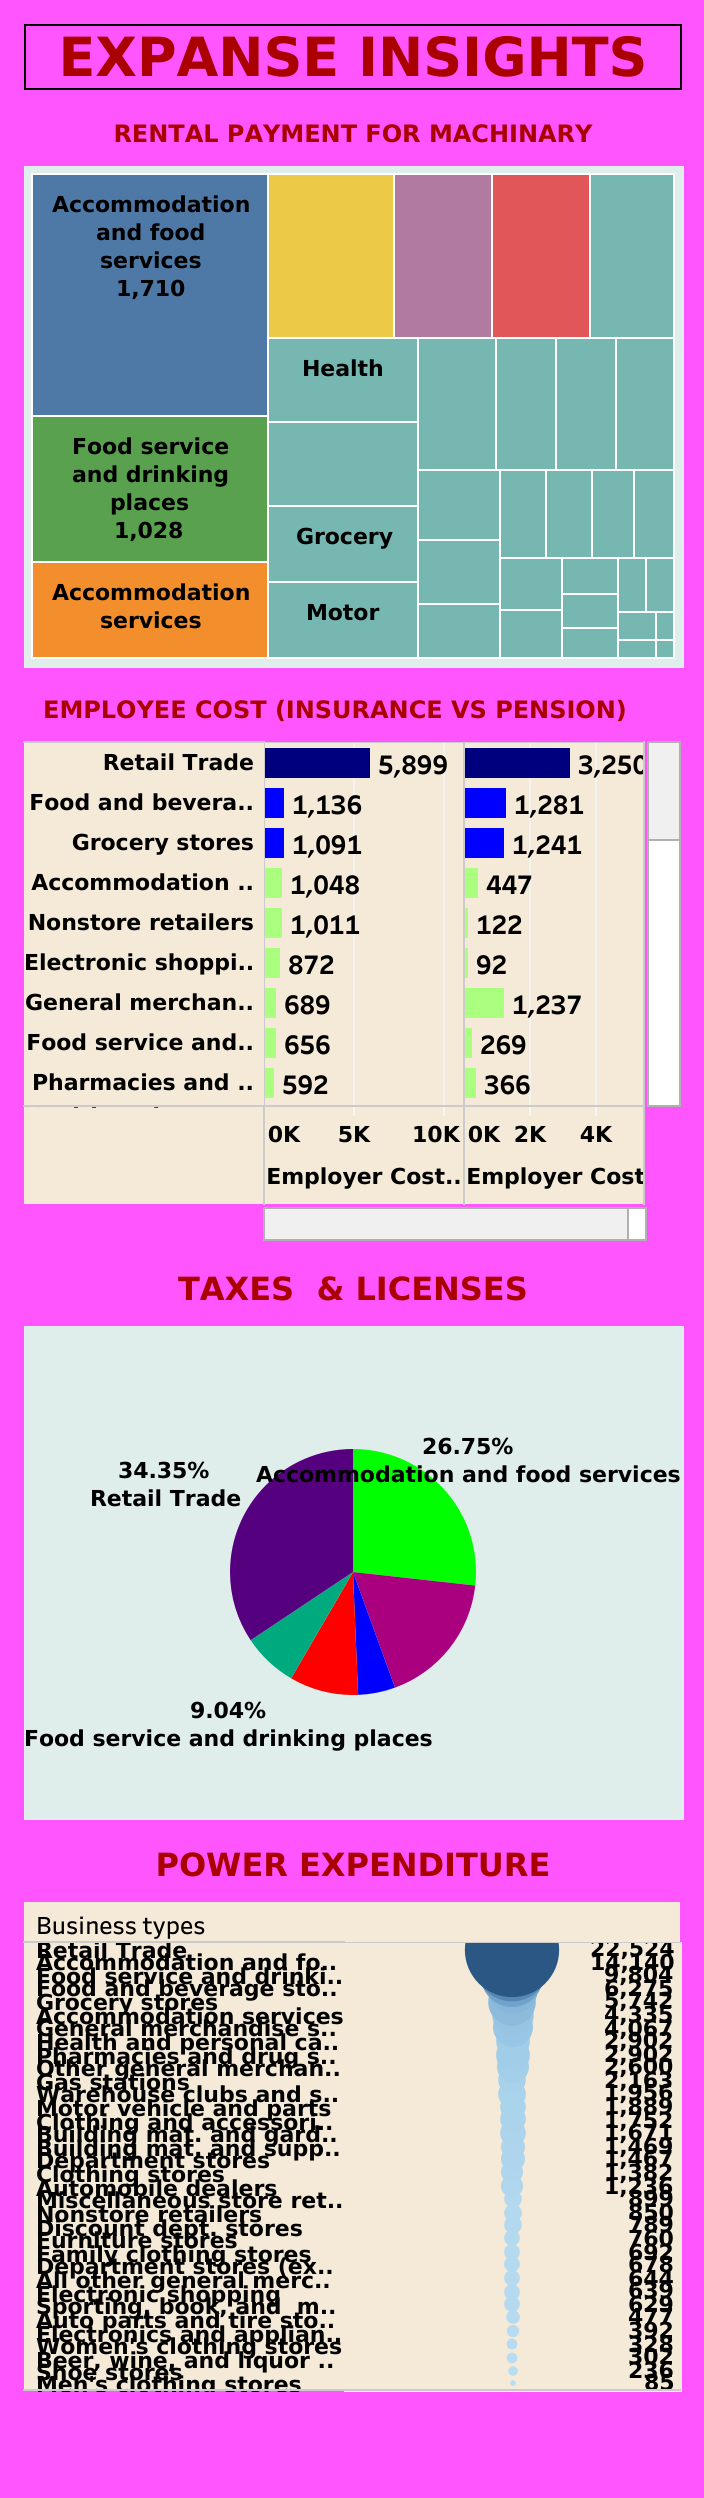 EXPANSE INSIGHTS
RENTAL PAYMENT FOR MACHINARY
Accommodation
and food
services
1,710
Food service
and drinking
places
1,028
Accommodation
services
Health
Grocery
Motor
EMPLOYEE COST (INSURANCE VS PENSION)
Retail Trade 5,899 3,250
Food and bevera.. 1,136 1,281
Grocery stores 1,091 1,241
Accommodation .. 1,048 447
Nonstore retailers 1,011 122
Electronic shoppi.. 872 92
General merchan.. 689 1,237
Food service and.. 656 269
Pharmacies and .. 592 366
0K 5K 10K 0K 2K 4K
Employer Cost.. Employer Cost
TAXES & LICENSES
26.75%
Accommodation and food services
34.35%
Retail Trade
9.04%
Food service and drinking places
POWER EXPENDITURE
Business types
Retail Trade 22,524
Accommodation and fo.. 14,140
Food service and drinki.. 9,804
Food and beverage sto.. 6,275
Grocery stores 5,742
Accommodation services 4,335
General merchandise s.. 4,067
Health and personal ca.. 2,902
Pharmacies and drug s.. 2,902
Other general merchan.. 2,600
Gas stations 2,163
Warehouse clubs and s.. 1,956
Motor vehicle and parts 1,889
Clothing and accessori.. 1,752
Building mat. and gard.. 1,671
Building mat. and supp.. 1,469
Department stores 1,467
Clothing stores 1,382
Automobile dealers 1,236
Miscellaneous store ret.. 899
Nonstore retailers 850
Discount dept. stores 789
Furniture stores 760
Family clothing stores 692
Department stores (ex.. 678
All other general merc.. 644
Electronic shopping 639
Sporting, book, and m.. 629
Auto parts and tire sto.. 477
Electronics and applian.. 392
Women's clothing stores 328
Beer, wine, and liquor .. 302
Shoe stores 236
Men's clothing stores 85